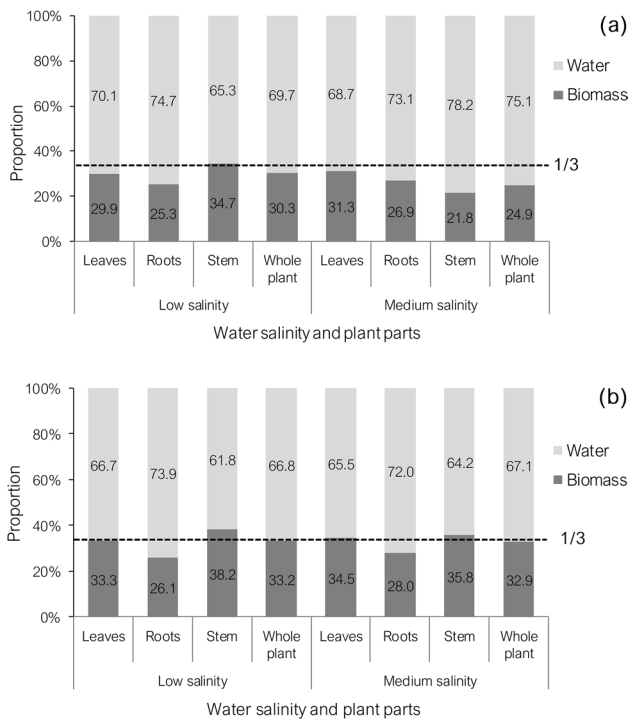 (a)
100%
80%
60%
40%
20%
0%
Proportion
70.1 74.7 65.3 69.7 68.7 73.1 78.2 75.1
29.9 25.3 34.7 30.3 31.3 26.9 21.8 24.9
Water
Biomass
1/3
Leaves Roots Stem Whole plant Leaves Roots Stem Whole plant
Low salinity Medium salinity
Water salinity and plant parts
(b)
100%
80%
60%
40%
20%
0%
Proportion
66.7 73.9 61.8 66.8 65.5 72.0 64.2 67.1
33.3 26.1 38.2 33.2 34.5 28.0 35.8 32.9
Water
Biomass
1/3
Leaves Roots Stem Whole plant Leaves Roots Stem Whole plant
Low salinity Medium salinity
Water salinity and plant parts